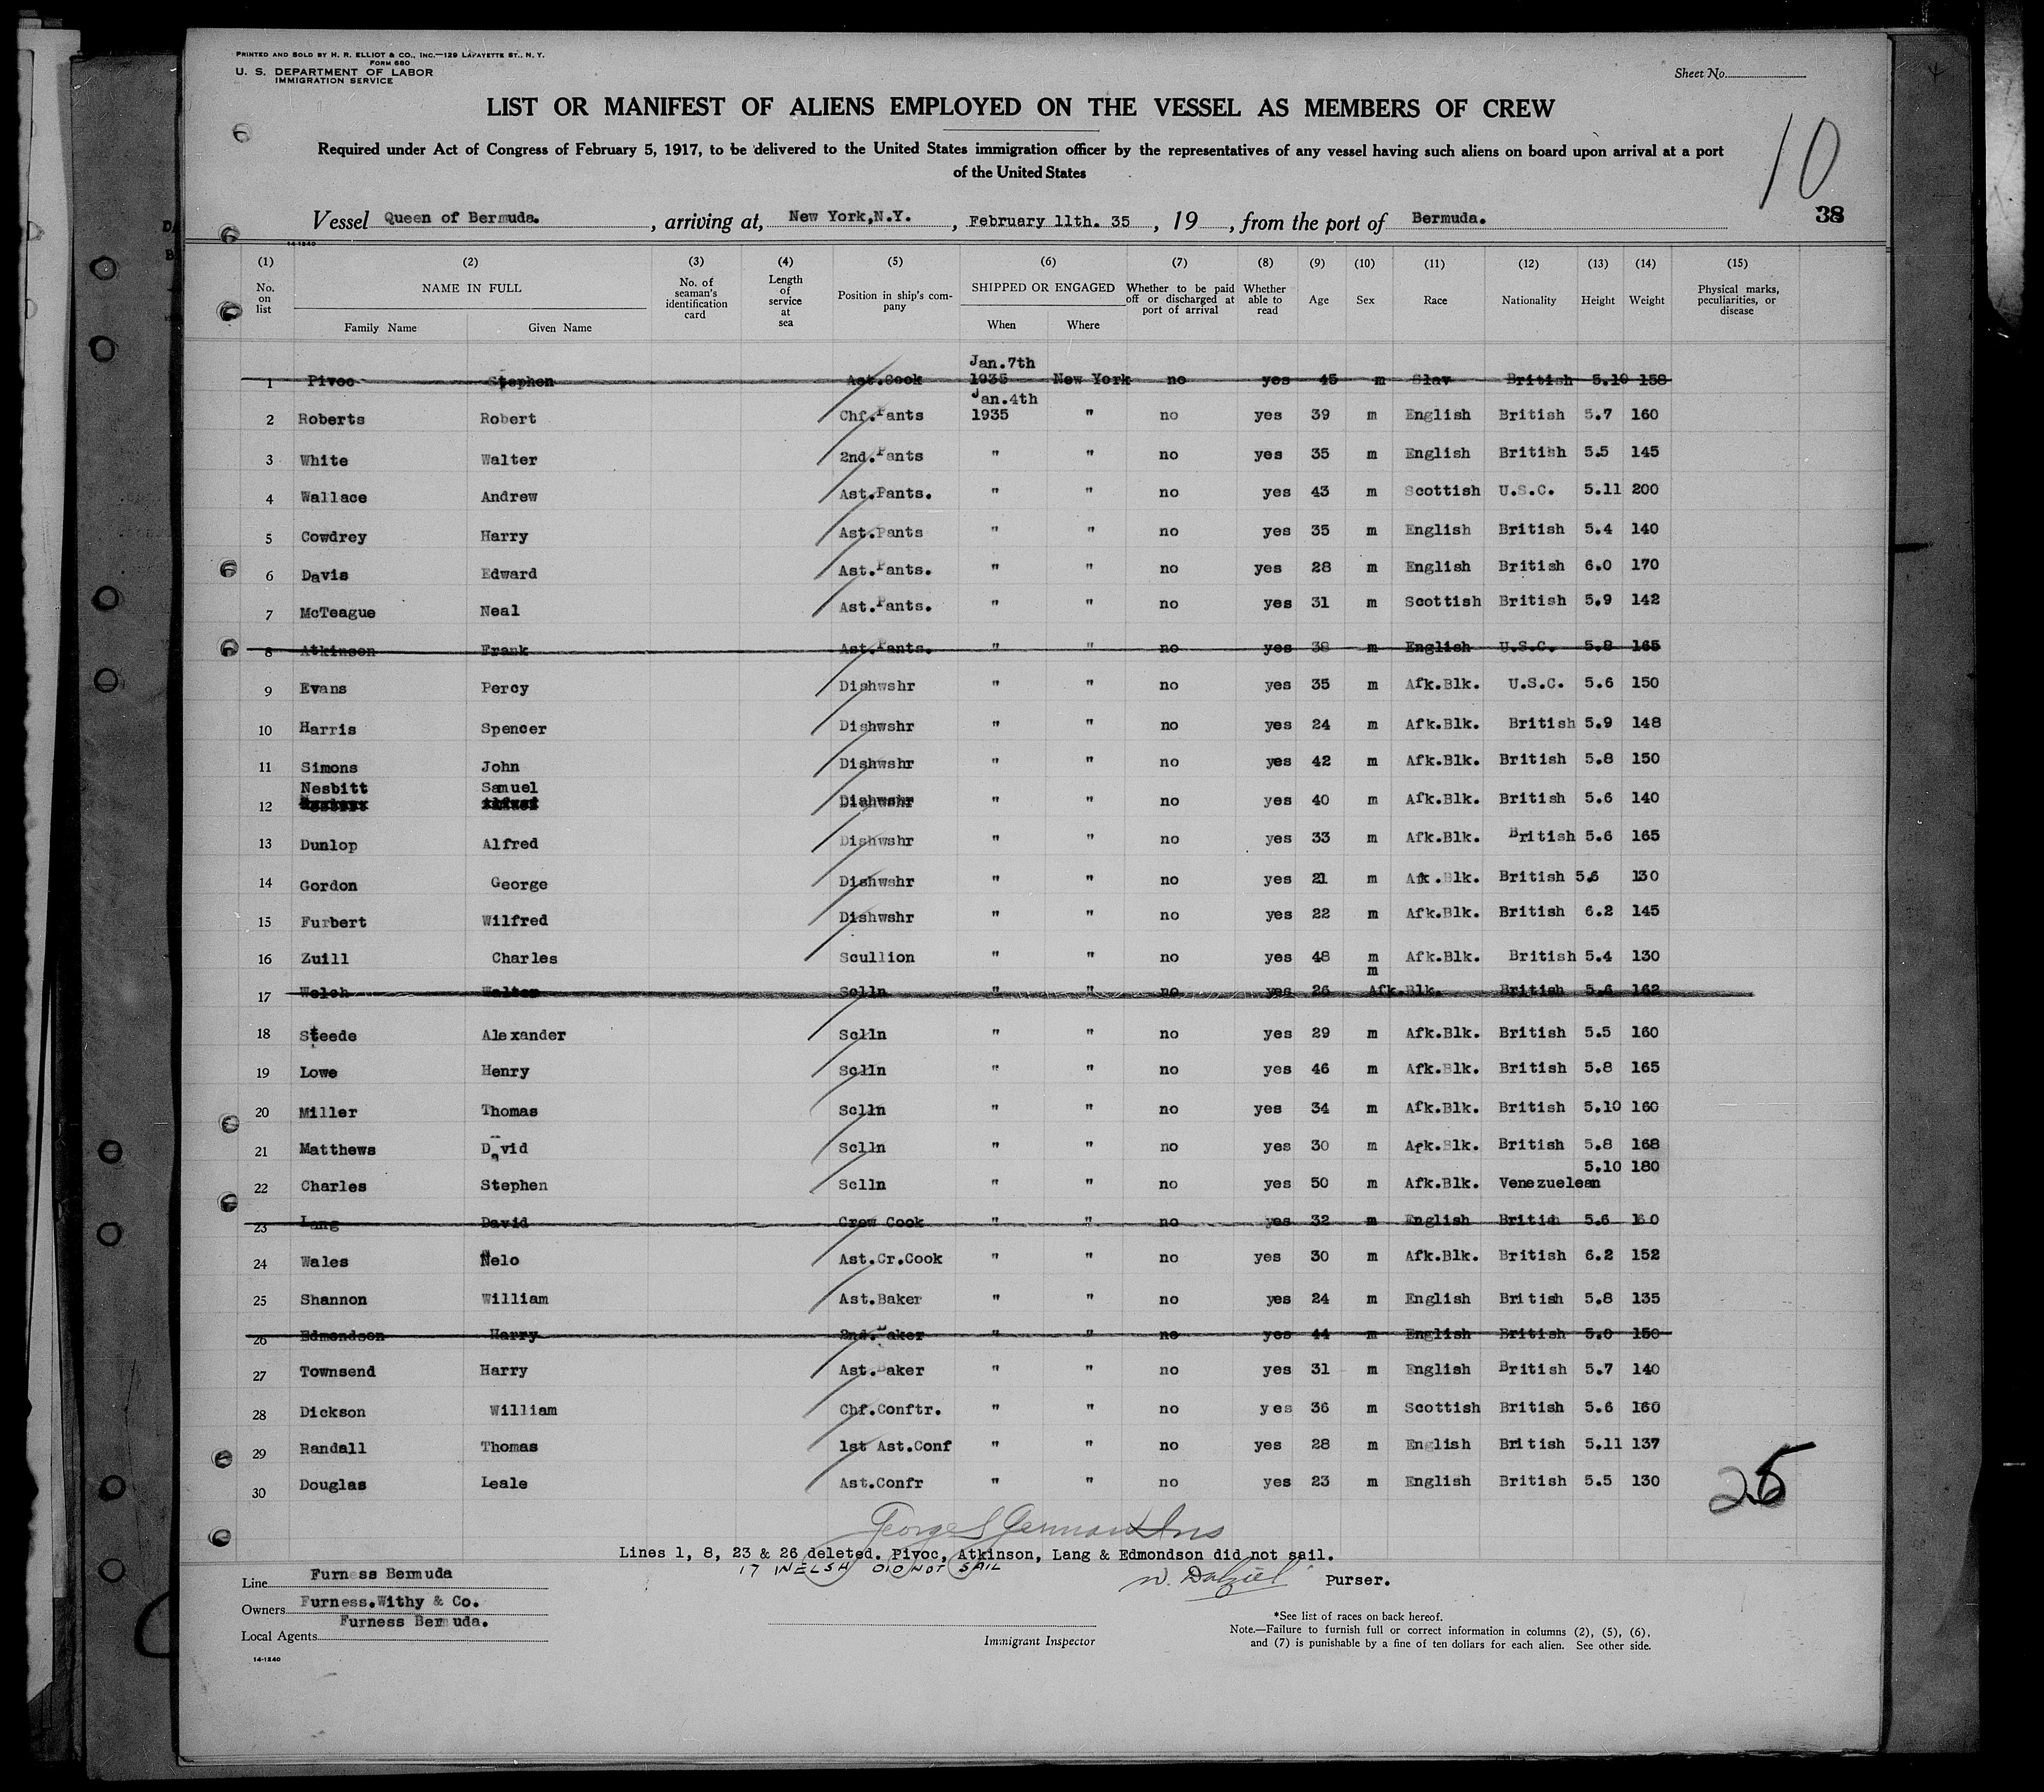 PRINTED AND SOLD BY H. R. ELLIOT & CO., INC.—129 LAFAYETTE ST., N. Y.
FORM 680
U. S. DEPARTMENT OF LABOR
IMMIGRATION SERVICE
Sheet No.
LIST OR MANIFEST OF ALIENS EMPLOYED ON THE VESSEL AS MEMBERS OF CREW
10
Required under Act of Congress of February 5, 1917, to be delivered to the United States immigration officer by the representatives of any vessel having such aliens on board upon arrival at a port
of the United States
38
Vessel Queen of Bermuda. , arriving at, New York,N.Y. , February 11th. 35 , 19 , from the port of Bermuda.
14-1240
(1) (2) (3) (4) (5) (6) (7) (8) (9) (10) (11) (12) (13) (14) (15)
No. on list NAME IN FULL Family Name Given Name No. of seaman's identification card Length of service at sea Position in ship's company SHIPPED OR ENGAGED When Where Whether to be paid off or discharged at port of arrival Whether able to read Age Sex Race Nationality Height Weight Physical marks, peculiarities, or disease
1 Pivoc Stephen Ast.Cook Jan.7th 1935 New York no yes 45 m Slav British 5.10 158
2 Roberts Robert Chf.Pants Jan.4th 1935 " no yes 39 m English British 5.7 160
3 White Walter 2nd.Pants " " no yes 35 m English British 5.5 145
4 Wallace Andrew Ast.Pants. " " no yes 43 m Scottish U.S.C. 5.11 200
5 Cowdrey Harry Ast.Pants " " no yes 35 m English British 5.4 140
6 Davis Edward Ast.Pants. " " no yes 28 m English British 6.0 170
7 McTeague Neal Ast.Pants. " " no yes 31 m Scottish British 5.9 142
8 Atkinson Frank Ast.Pants. " " no yes 38 m English U.S.C. 5.8 165
9 Evans Percy Dishwshr " " no yes 35 m Afk.Blk. U.S.C. 5.6 150
10 Harris Spencer Dishwshr " " no yes 24 m Afk.Blk. British 5.9 148
11 Simons John Dishwshr " " no yes 42 m Afk.Blk. British 5.8 150
12 Nesbitt Samuel Dishwshr " " no yes 40 m Afk.Blk. British 5.6 140
13 Dunlop Alfred Dishwshr " " no yes 33 m Afk.Blk. British 5.6 165
14 Gordon George Dishwshr " " no yes 21 m Afk.Blk. British 5.6 130
15 Furbert Wilfred Dishwshr " " no yes 22 m Afk.Blk. British 6.2 145
16 Zuill Charles Scullion " " no yes 48 m Afk.Blk. British 5.4 130
17 Welch Walter Sclln " " no yes 26 m Afk.Blk. British 5.6 162
18 Steede Alexander Sclln " " no yes 29 m Afk.Blk. British 5.5 160
19 Lowe Henry Sclln " " no yes 46 m Afk.Blk. British 5.8 165
20 Miller Thomas Sclln " " no yes 34 m Afk.Blk. British 5.10 160
21 Matthews David Sclln " " no yes 30 m Afk.Blk. British 5.8 168
22 Charles Stephen Sclln " " no yes 50 m Afk.Blk. Venezuelean 5.10 180
23 Lang David Crew Cook " " no yes 32 m English British 5.6 160
24 Wales Nelo Ast.Cr.Cook " " no yes 30 m Afk.Blk. British 6.2 152
25 Shannon William Ast.Baker " " no yes 24 m English British 5.8 135
26 Edmondson Harry 2nd.Baker " " no yes 44 m English British 5.0 150
27 Townsend Harry Ast.Baker " " no yes 31 m English British 5.7 140
28 Dickson William Chf.Conftr. " " no yes 36 m Scottish British 5.6 160
29 Randall Thomas 1st Ast.Conf " " no yes 28 m English British 5.11 137
30 Douglas Leale Ast.Confr " " no yes 23 m English British 5.5 130
25
Lines 1, 8, 23 & 26 deleted. Pivoc, Atkinson, Lang & Edmondson did not sail.
17 WELSH DID NOT SAIL
W. Dalziel Purser.
Line Furness Bermuda
Owners Furness.Withy & Co.
Local Agents Furness Bermuda.
14-1240
Immigrant Inspector
*See list of races on back hereof.
Note.—Failure to furnish full or correct information in columns (2), (5), (6),
and (7) is punishable by a fine of ten dollars for each alien. See other side.